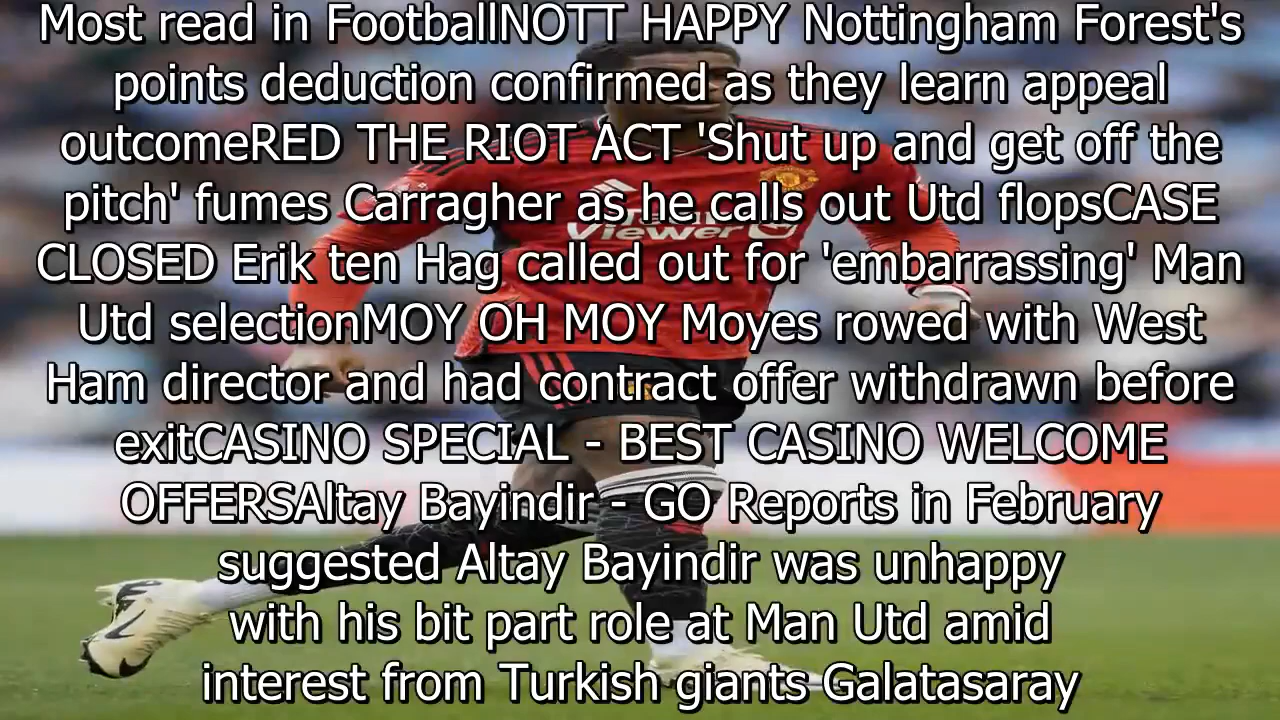 Most read in FootballNOTT HAPPY Nottingham Forest's
points deduction confirmed as they learn appeal
outcomeRED THE RIOT ACT 'Shut up and get off the
pitch' fumes Carragher as he calls out Utd flopsCASE
CLOSED Erik ten Hag called out for 'embarrassing' Man
Utd selectionMOY OH MOY Moyes rowed with West
Ham director and had contract offer withdrawn before
exitCASINO SPECIAL - BEST CASINO WELCOME
OFFERSAltay Bayindir - GO Reports in February
suggested Altay Bayindir was unhappy
with his bit part role at Man Utd amid
interest from Turkish giants Galatasaray
Viewer